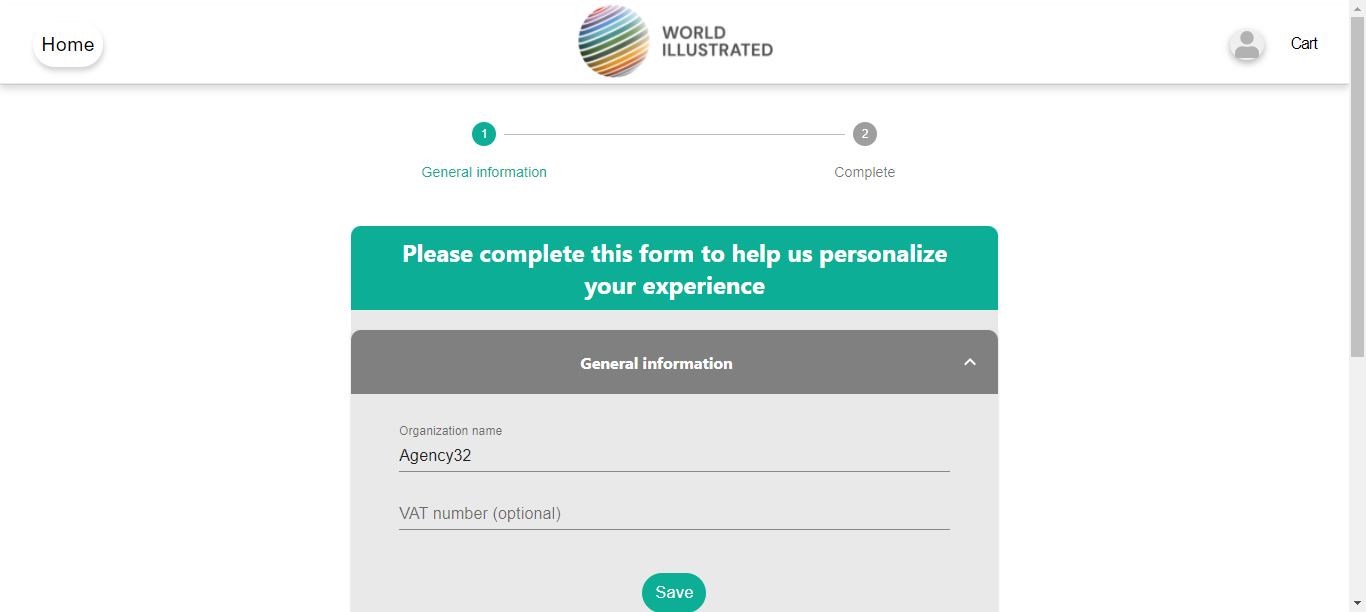 Home
WORLD
ILLUSTRATED
Cart
1
2
General information
Complete
Please complete this form to help us personalize
your experience
General information
Organization name
Agency32
VAT number (optional)
Save